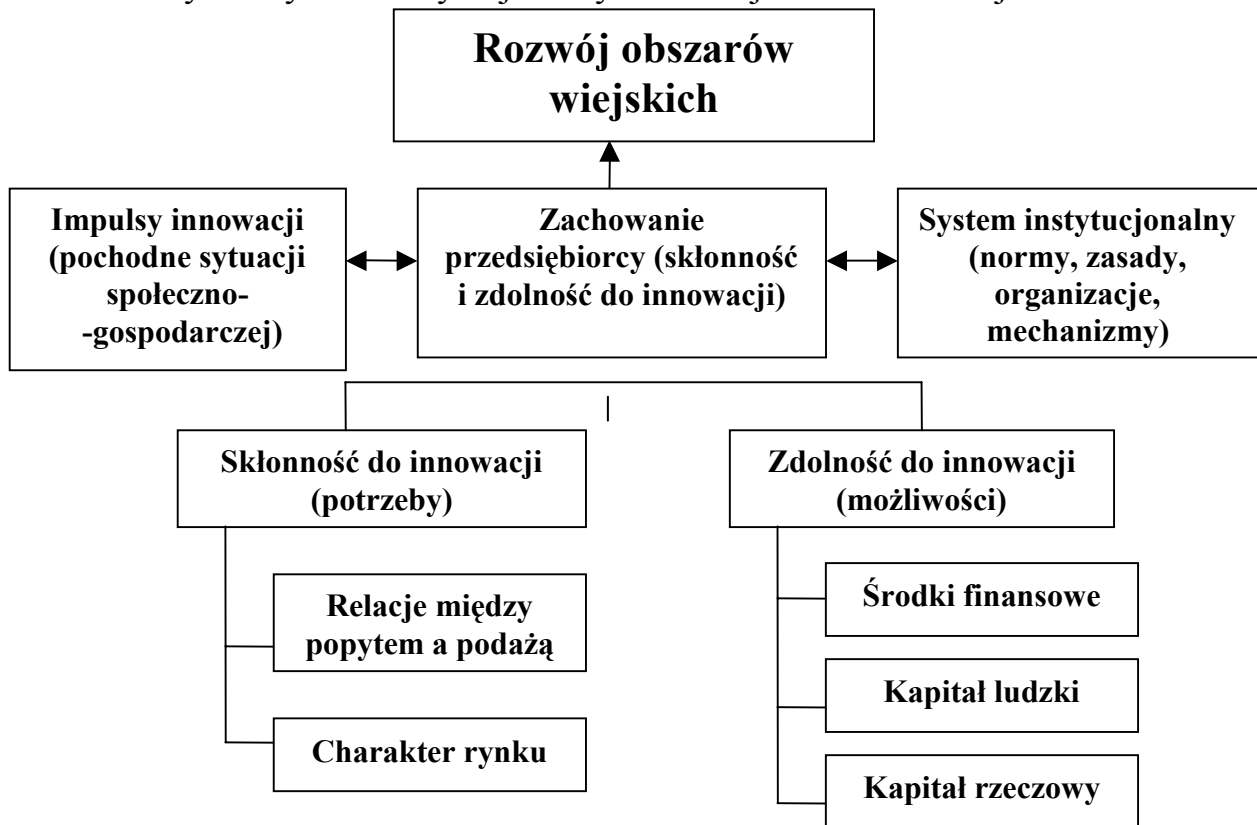 Rozwój obszarów
wiejskich
Impulsy innowacji
(pochodne sytuacji
społeczno-
-gospodarczej)
Zachowanie
przedsiębiorcy (skłonność
i zdolność do innowacji)
System instytucjonalny
(normy, zasady,
organizacje,
mechanizmy)
Skłonność do innowacji
(potrzeby)
Zdolność do innowacji
(możliwości)
Relacje między
popytem a podażą
Charakter rynku
Środki finansowe
Kapitał ludzki
Kapitał rzeczowy